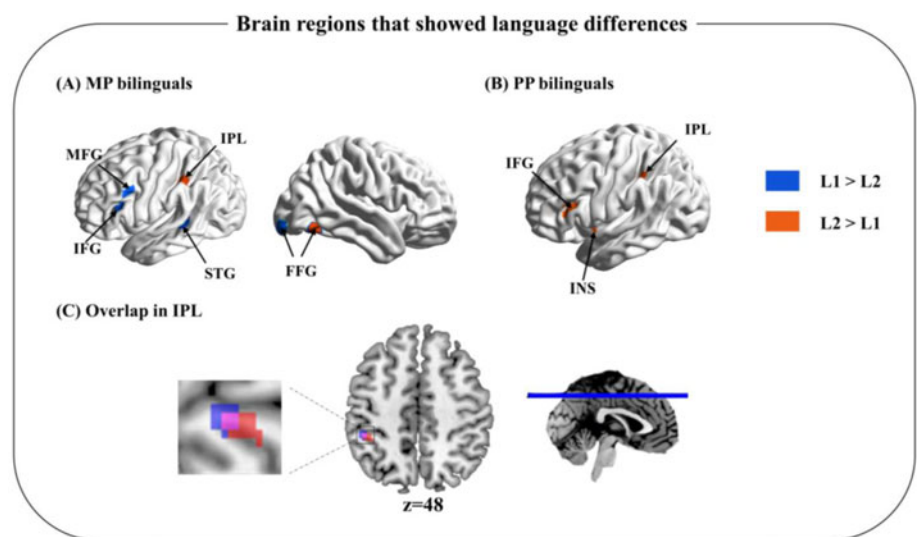 Brain regions that showed language differences
(A) MP bilinguals
MFG
IPL
IFG
STG
FFG
(B) PP bilinguals
IFG
IPL
INS
L1 > L2
L2 > L1
(C) Overlap in IPL
z=48